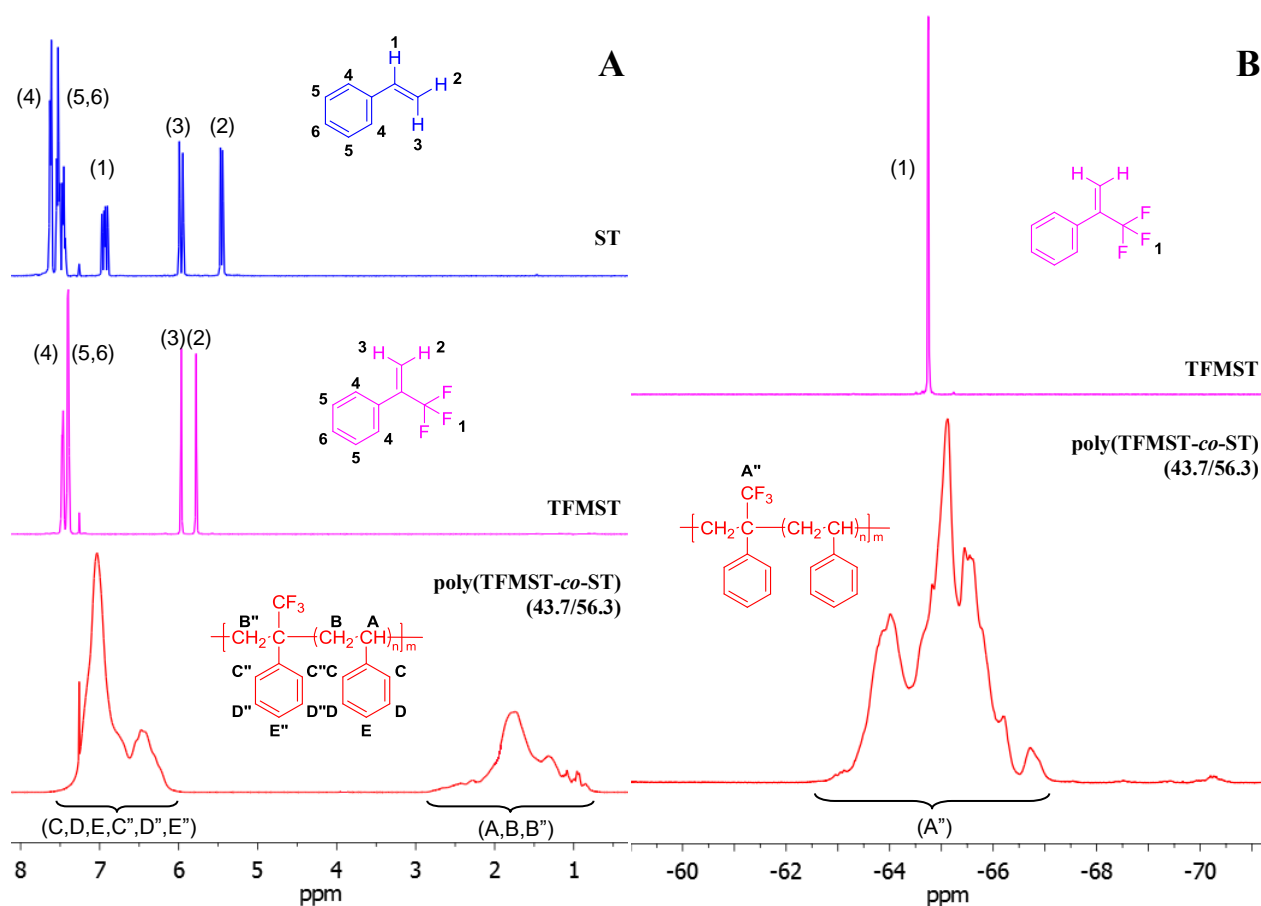 A
1
H
(4)
(5,6)
4
H
2
5
(3)
(2)
6
4
H
(1)
5
3
ST
(4)
(5,6)
(3)
(2)
3
H
H
2
4
F
5
F
1
6
4
F
5
TFMST
poly(TFMST-co-ST)
(43.7/56.3)
CF3
B"
B
A
[CH2-C-(CH2-CH)n]m
C"
C"
C
C
D"
D"
D
D
E"
E
(C,D,E,C",D",E")
(A,B,B")
8
7
6
5
4
3
2
1
ppm
B
(1)
H
H
F
F
F
1
TFMST
poly(TFMST-co-ST)
(43.7/56.3)
A"
CF3
[CH2-C-(CH2-CH)n]m
(A")
-60
-62
-64
-66
-68
-70
ppm